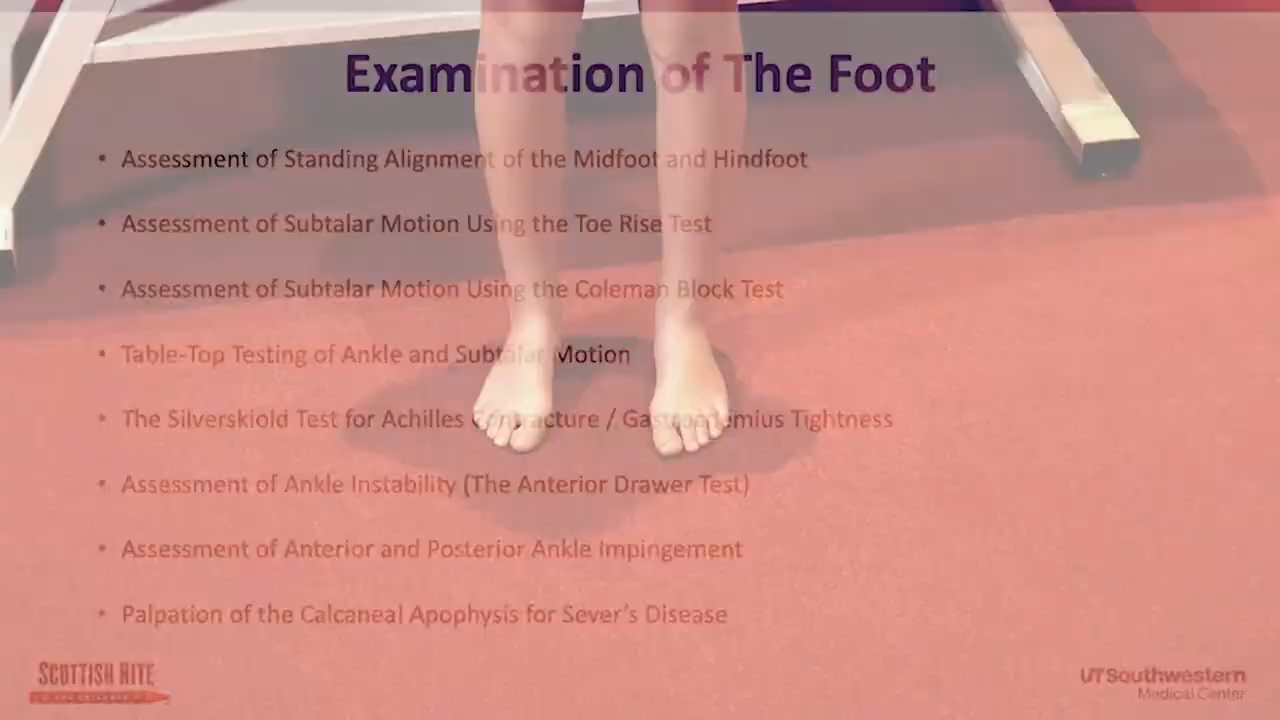 Examination of The Foot
• Assessment of Standing Alignment of the Midfoot and Hindfoot
• Assessment of Subtalar Motion Using the Toe Rise Test
• Assessment of Subtalar Motion Using the Coleman Block Test
• Table-Top Testing of Ankle and Subtalar Motion
• The Silverskiold Test for Achilles Contracture / Gastrocnemius Tightness
• Assessment of Ankle Instability (The Anterior Drawer Test)
• Assessment of Anterior and Posterior Ankle Impingement
• Palpation of the Calcaneal Apophysis for Sever's Disease
SCOTTISH RITE
FOR CHILDREN
UTSouthwestern
Medical Center